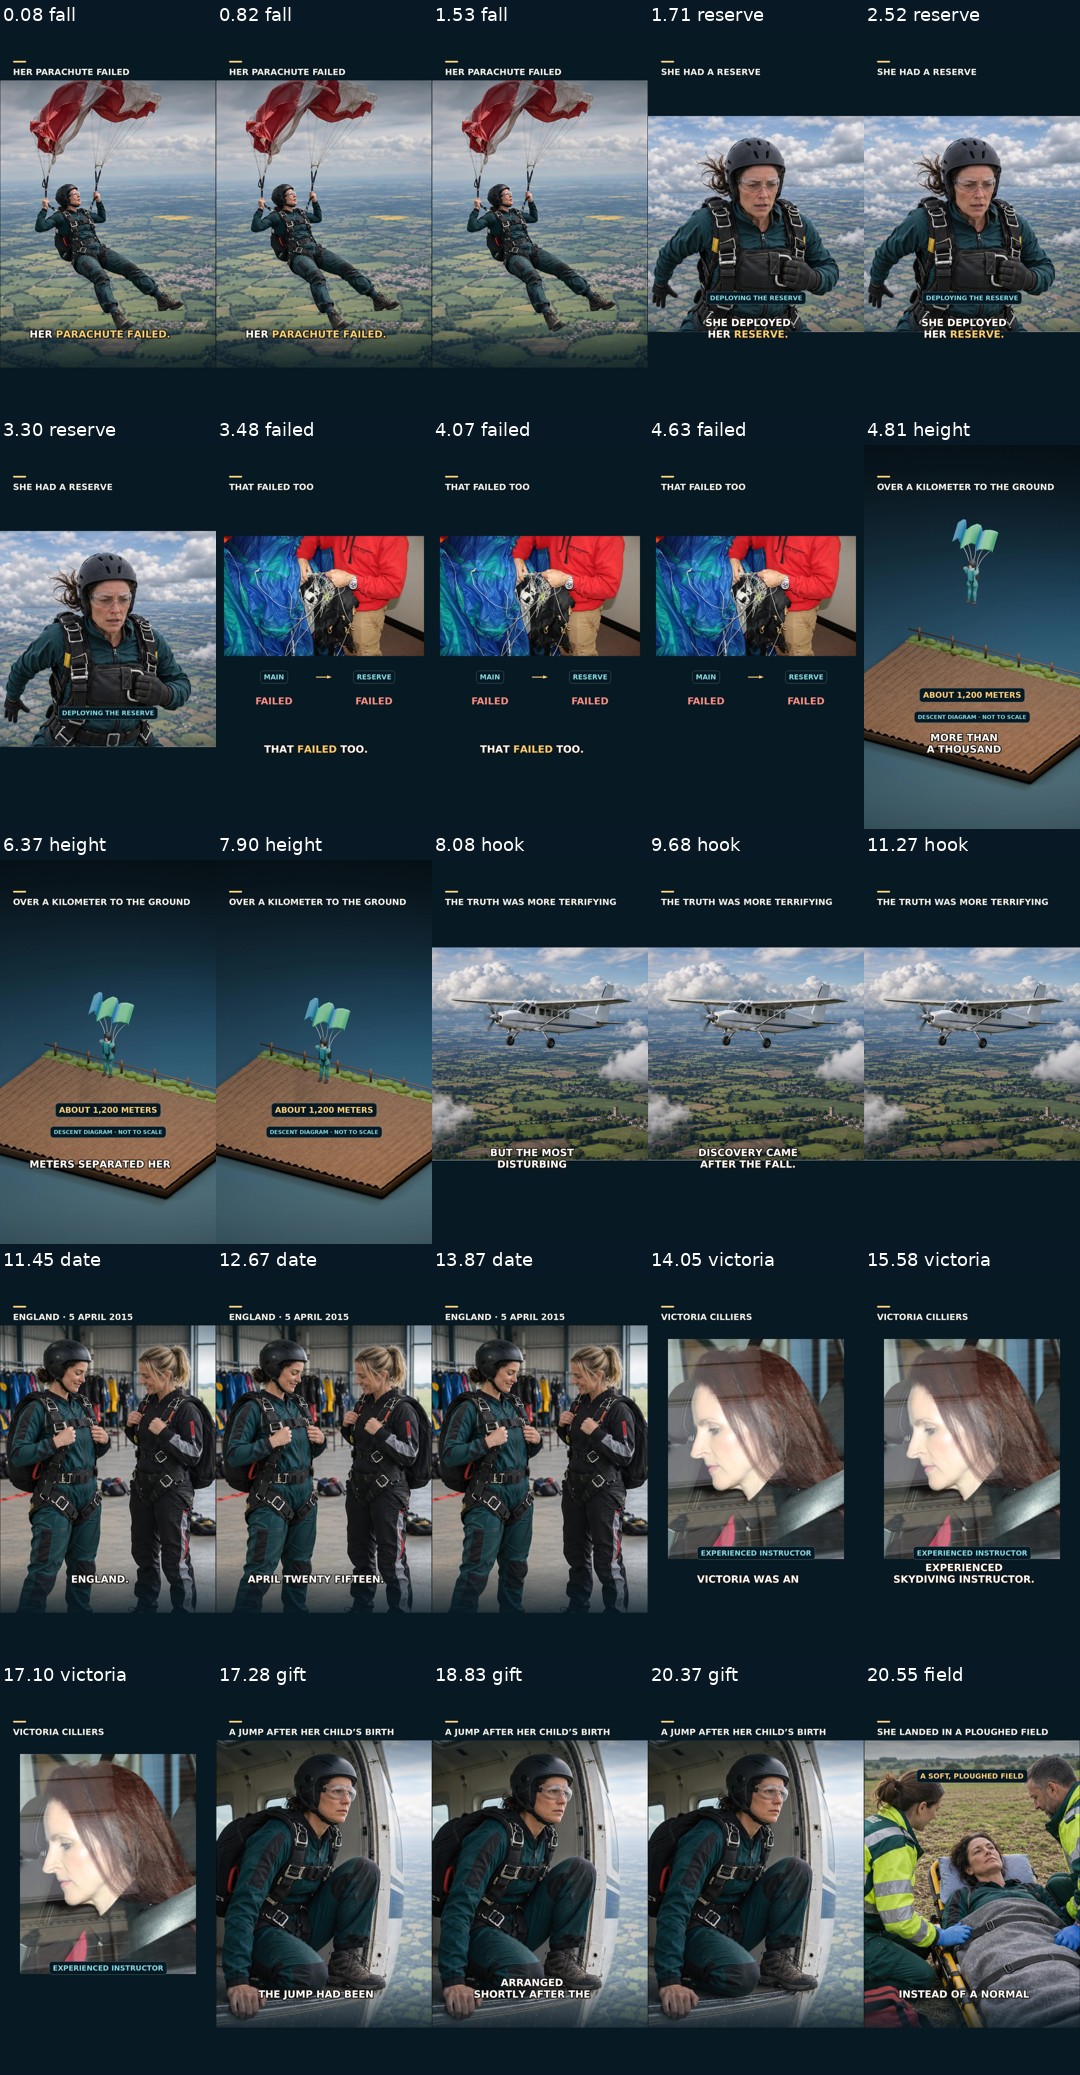 0.08 fall
0.82 fall
1.53 fall
1.71 reserve
2.52 reserve
HER PARACHUTE FAILED
HER PARACHUTE FAILED
HER PARACHUTE FAILED
SHE HAD A RESERVE
SHE HAD A RESERVE
DEPLOYING THE RESERVE
DEPLOYING THE RESERVE
HER PARACHUTE FAILED.
HER PARACHUTE FAILED.
SHE DEPLOYED
HER RESERVE.
SHE DEPLOYED
HER RESERVE.
3.30 reserve
3.48 failed
4.07 failed
4.63 failed
4.81 height
SHE HAD A RESERVE
THAT FAILED TOO
THAT FAILED TOO
THAT FAILED TOO
OVER A KILOMETER TO THE GROUND
DEPLOYING THE RESERVE
MAIN
RESERVE
FAILED
FAILED
THAT FAILED TOO.
MAIN
RESERVE
FAILED
FAILED
THAT FAILED TOO.
MAIN
RESERVE
FAILED
FAILED
ABOUT 1,200 METERS
DESCENT DIAGRAM · NOT TO SCALE
MORE THAN
A THOUSAND
6.37 height
7.90 height
8.08 hook
9.68 hook
11.27 hook
OVER A KILOMETER TO THE GROUND
OVER A KILOMETER TO THE GROUND
THE TRUTH WAS MORE TERRIFYING
THE TRUTH WAS MORE TERRIFYING
THE TRUTH WAS MORE TERRIFYING
ABOUT 1,200 METERS
DESCENT DIAGRAM · NOT TO SCALE
METERS SEPARATED HER
ABOUT 1,200 METERS
DESCENT DIAGRAM · NOT TO SCALE
BUT THE MOST
DISTURBING
DISCOVERY CAME
AFTER THE FALL.
11.45 date
12.67 date
13.87 date
14.05 victoria
15.58 victoria
ENGLAND · 5 APRIL 2015
ENGLAND · 5 APRIL 2015
ENGLAND · 5 APRIL 2015
VICTORIA CILLIERS
VICTORIA CILLIERS
ENGLAND.
APRIL TWENTY FIFTEEN.
EXPERIENCED INSTRUCTOR
VICTORIA WAS AN
EXPERIENCED INSTRUCTOR
EXPERIENCED
SKYDIVING INSTRUCTOR.
17.10 victoria
17.28 gift
18.83 gift
20.37 gift
20.55 field
VICTORIA CILLIERS
A JUMP AFTER HER CHILD'S BIRTH
A JUMP AFTER HER CHILD'S BIRTH
A JUMP AFTER HER CHILD'S BIRTH
SHE LANDED IN A PLOUGHED FIELD
A SOFT, PLOUGHED FIELD
EXPERIENCED INSTRUCTOR
THE JUMP HAD BEEN
ARRANGED
SHORTLY AFTER THE
INSTEAD OF A NORMAL